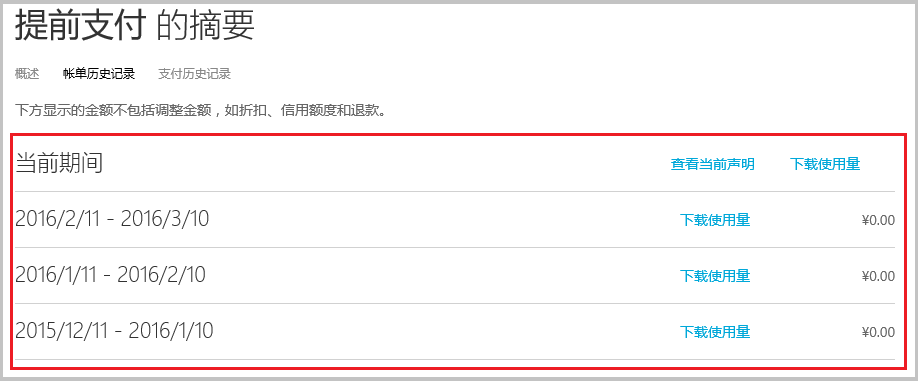 提前支付 的摘要
概述 帐单历史记录 支付历史记录
下方显示的金额不包括调整金额，如折扣、信用额度和退款。
当前期间 查看当前声明 下载使用量
2016/2/11 - 2016/3/10 下载使用量 ¥0.00
2016/1/11 - 2016/2/10 下载使用量 ¥0.00
2015/12/11 - 2016/1/10 下载使用量 ¥0.00